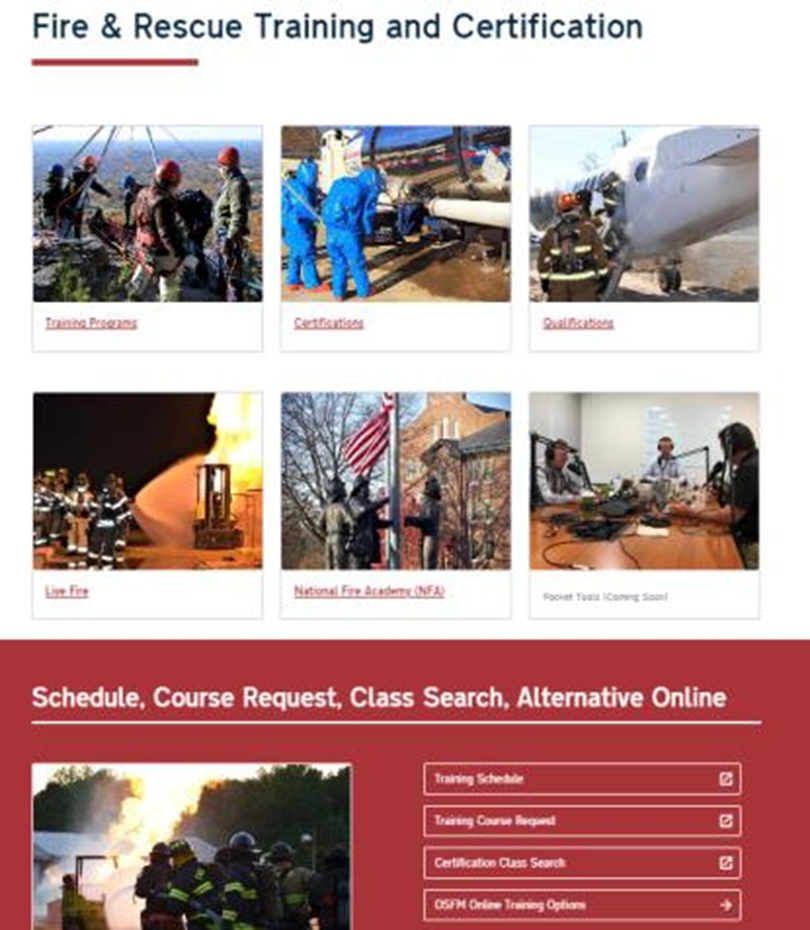 Fire & Rescue Training and Certification
Training Programs
Certifications
Qualifications
Live Fire
National Fire Academy (NFA)
Pocket Tools (Coming Soon)
Schedule, Course Request, Class Search, Alternative Online
Training Schedule
Training Course Request
Certification Class Search
OSFM Online Training Options